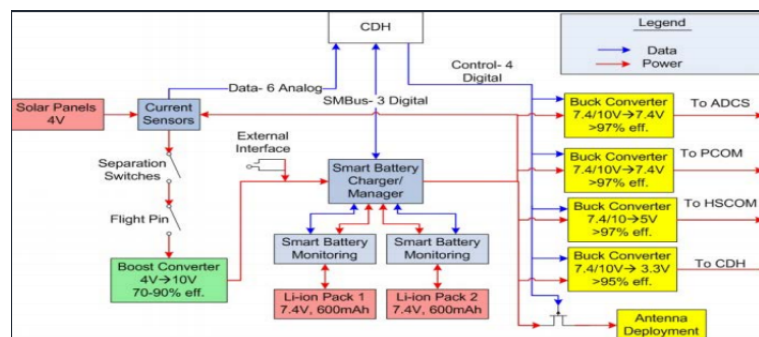 CDH
Legend
Data
Power
Control- 4
Digital
Data- 6 Analog
SMBus- 3 Digital
Solar Panels
4V
Current
Sensors
Buck Converter
7.4/10V→7.4V
>97% eff.
To ADCS
Separation
Switches
External
Interface
Smart Battery
Charger/
Manager
Buck Converter
7.4/10V→7.4V
>97% eff.
To PCOM
Flight Pin
Buck Converter
7.4/10→5V
>97% eff.
To HSCOM
Smart Battery
Monitoring
Smart Battery
Monitoring
Boost Converter
4V→10V
70-90% eff.
Buck Converter
7.4/10V→ 3.3V
>95% eff.
To CDH
Li-ion Pack 1
7.4V, 600mAh
Li-ion Pack 2
7.4V, 600mAh
Antenna
Deployment